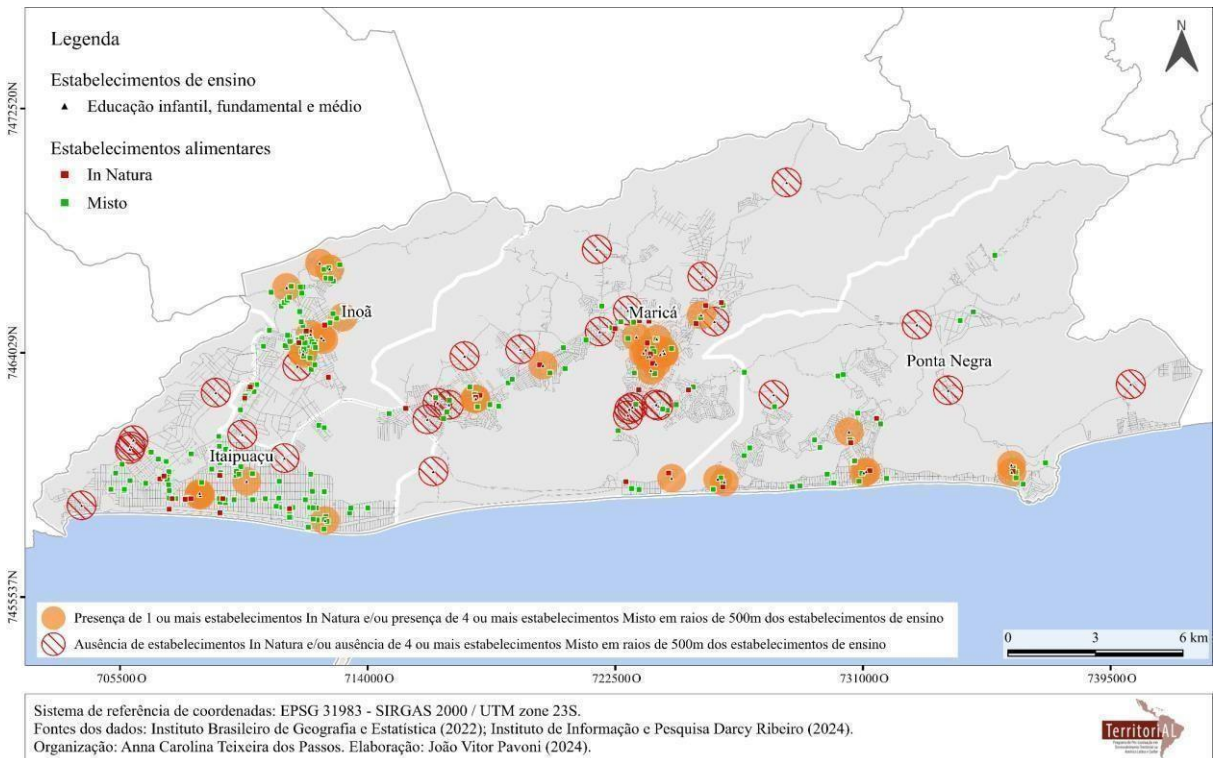 N
Legenda
Estabelecimentos de ensino
Educação infantil, fundamental e médio
Estabelecimentos alimentares
In Natura
Misto
7472520N
7464029N
7455537N
Inoã
Maricá
Ponta Negra
Itaipuaçu
Presença de 1 ou mais estabelecimentos In Natura e/ou presença de 4 ou mais estabelecimentos Misto em raios de 500m dos estabelecimentos de ensino
Ausência de estabelecimentos In Natura e/ou ausência de 4 ou mais estabelecimentos Misto em raios de 500m dos estabelecimentos de ensino
0 3 6 km
705500O 714000O 722500O 731000O 739500O
Sistema de referência de coordenadas: EPSG 31983 - SIRGAS 2000 / UTM zone 23S.
Fontes dos dados: Instituto Brasileiro de Geografia e Estatística (2022); Instituto de Informação e Pesquisa Darcy Ribeiro (2024).
Organização: Anna Carolina Teixeira dos Passos. Elaboração: João Vitor Pavoni (2024).
TerritoriAL